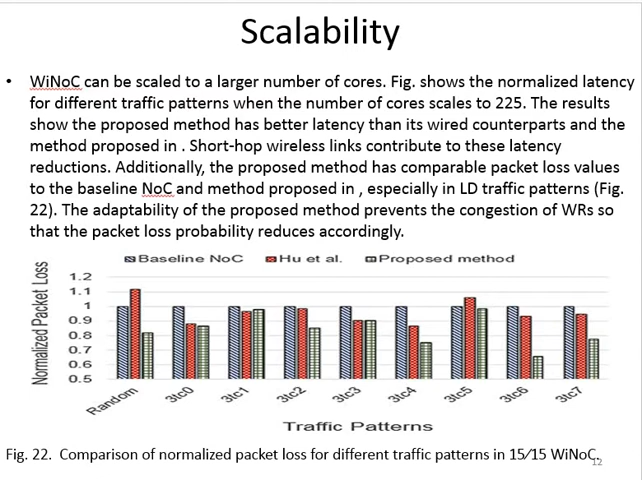 Scalability
• WiNoC can be scaled to a larger number of cores. Fig. shows the normalized latency
for different traffic patterns when the number of cores scales to 225. The results
show the proposed method has better latency than its wired counterparts and the
method proposed in . Short-hop wireless links contribute to these latency
reductions. Additionally, the proposed method has comparable packet loss values
to the baseline NoC and method proposed in , especially in LD traffic patterns (Fig.
22). The adaptability of the proposed method prevents the congestion of WRs so
that the packet loss probability reduces accordingly.
Baseline NoC Hu et al. Proposed method
Normalized Packet Loss
1.2
1.1
1
0.9
0.8
0.7
0.6
0.5
Random 3tc0 3tc1 3tc2 3tc3 3tc4 3tc5 3tc6 3tc7
Traffic Patterns
Fig. 22. Comparison of normalized packet loss for different traffic patterns in 15/15 WiNoC.
12